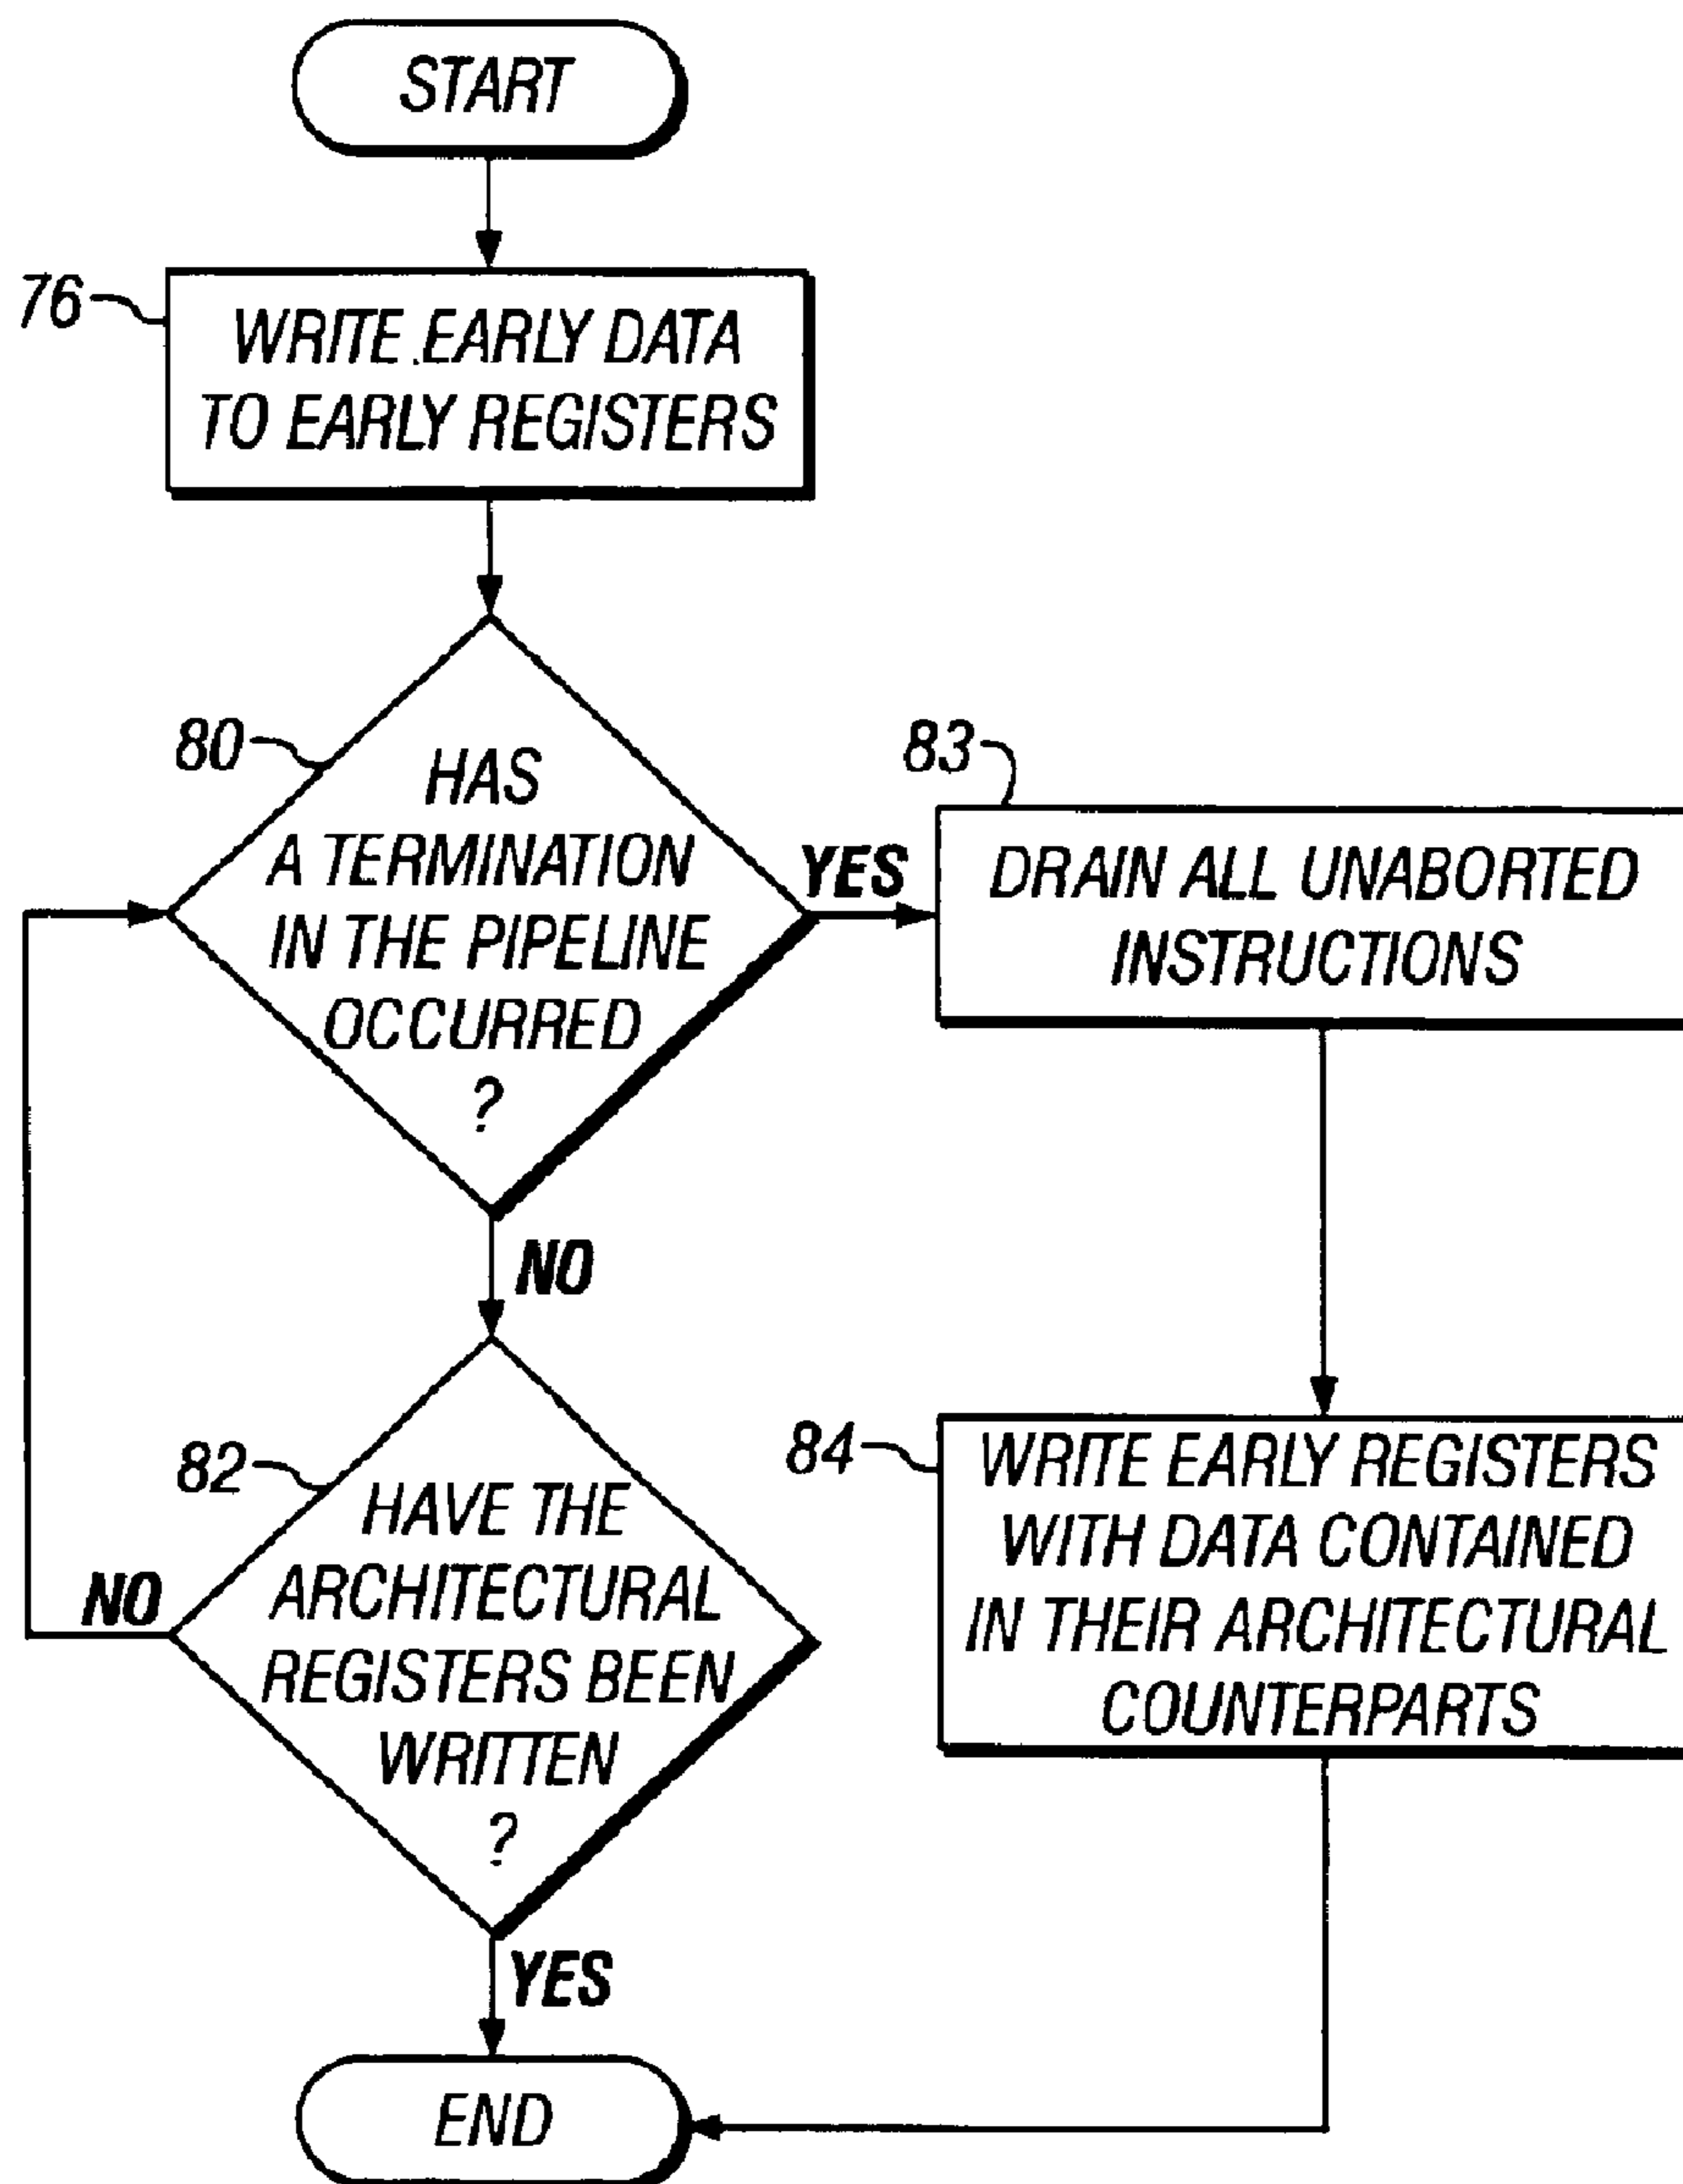 START
76
WRITE EARLY DATA
TO EARLY REGISTERS
80
HAS
A TERMINATION
IN THE PIPELINE
OCCURRED
?
YES
83
DRAIN ALL UNABORTED
INSTRUCTIONS
NO
82
HAVE THE
ARCHITECTURAL
REGISTERS BEEN
WRITTEN
?
NO
84
WRITE EARLY REGISTERS
WITH DATA CONTAINED
IN THEIR ARCHITECTURAL
COUNTERPARTS
YES
END